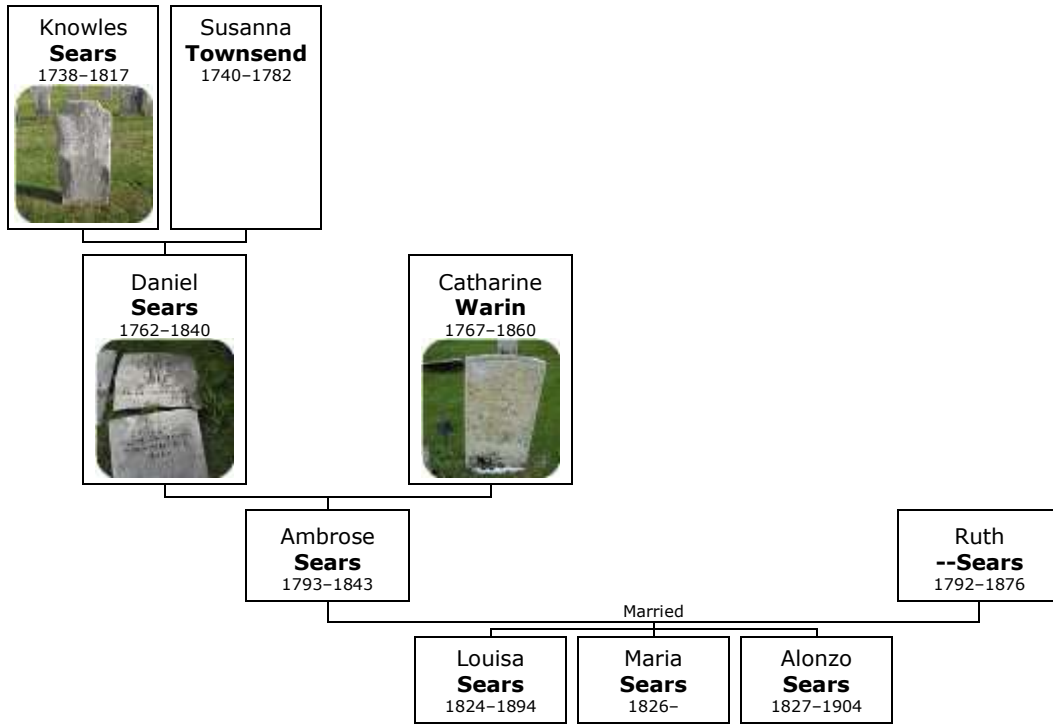 Knowles
Sears
1738–1817
Susanna
Townsend
1740–1782
Daniel
Sears
1762–1840
Catharine
Warin
1767–1860
Ambrose
Sears
1793–1843
Ruth
--Sears
1792–1876
Married
Louisa
Sears
1824–1894
Maria
Sears
1826–
Alonzo
Sears
1827–1904